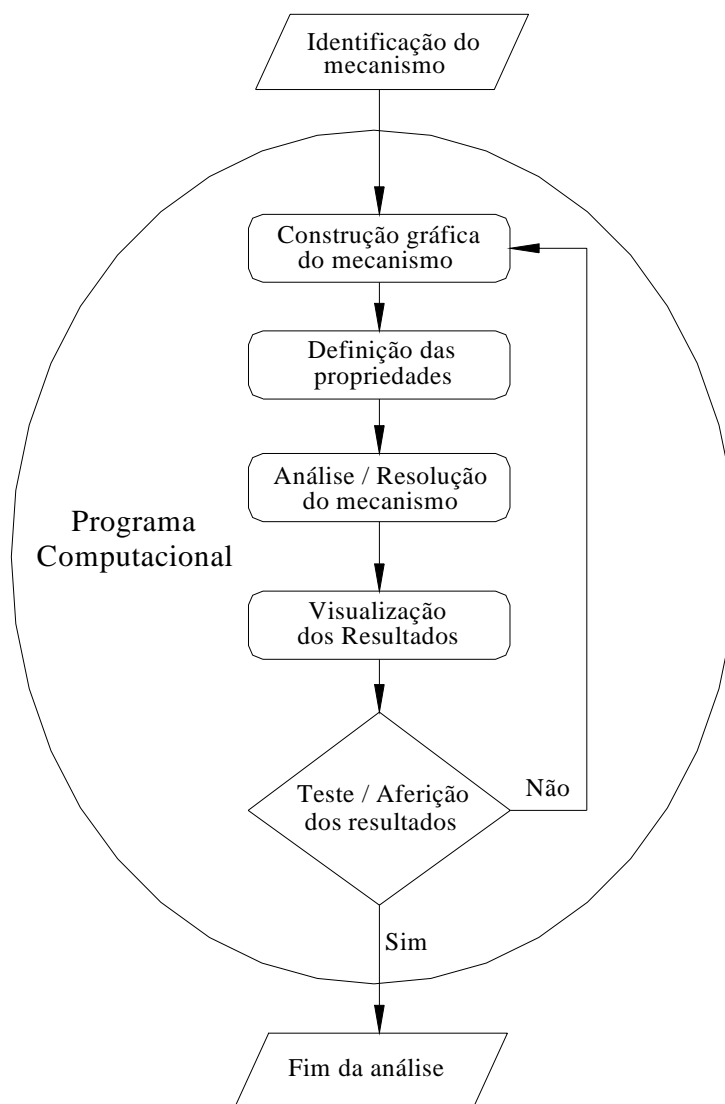 Identificação do
mecanismo
Construção gráfica
do mecanismo
Definição das
propriedades
Análise / Resolução
do mecanismo
Programa
Computacional
Visualização
dos Resultados
Teste / Aferição
dos resultados
Não
Sim
Fim da análise